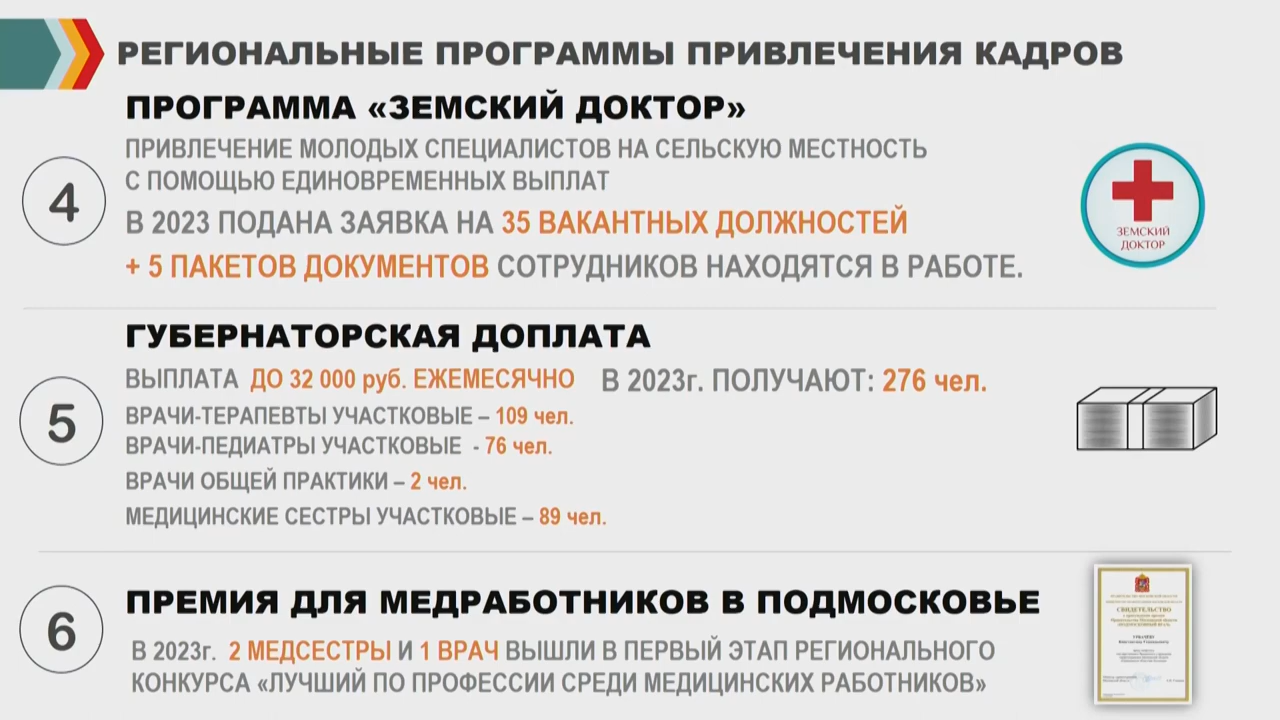 РЕГИОНАЛЬНЫЕ ПРОГРАММЫ ПРИВЛЕЧЕНИЯ КАДРОВ
4
ПРОГРАММА «ЗЕМСКИЙ ДОКТОР»
ПРИВЛЕЧЕНИЕ МОЛОДЫХ СПЕЦИАЛИСТОВ НА СЕЛЬСКУЮ МЕСТНОСТЬ
С ПОМОЩЬЮ ЕДИНОВРЕМЕННЫХ ВЫПЛАТ
В 2023 ПОДАНА ЗАЯВКА НА 35 ВАКАНТНЫХ ДОЛЖНОСТЕЙ
+ 5 ПАКЕТОВ ДОКУМЕНТОВ СОТРУДНИКОВ НАХОДЯТСЯ В РАБОТЕ.
ЗЕМСКИЙ
ДОКТОР
5
ГУБЕРНАТОРСКАЯ ДОПЛАТА
ВЫПЛАТА ДО 32 000 руб. ЕЖЕМЕСЯЧНО В 2023г. ПОЛУЧАЮТ: 276 чел.
ВРАЧИ-ТЕРАПЕВТЫ УЧАСТКОВЫЕ – 109 чел.
ВРАЧИ-ПЕДИАТРЫ УЧАСТКОВЫЕ - 76 чел.
ВРАЧИ ОБЩЕЙ ПРАКТИКИ – 2 чел.
МЕДИЦИНСКИЕ СЕСТРЫ УЧАСТКОВЫЕ – 89 чел.
6
ПРЕМИЯ ДЛЯ МЕДРАБОТНИКОВ В ПОДМОСКОВЬЕ
В 2023г. 2 МЕДСЕСТРЫ И 1 ВРАЧ ВЫШЛИ В ПЕРВЫЙ ЭТАП РЕГИОНАЛЬНОГО
КОНКУРСА «ЛУЧШИЙ ПО ПРОФЕССИИ СРЕДИ МЕДИЦИНСКИХ РАБОТНИКОВ»
СВИДЕТЕЛЬСТВО